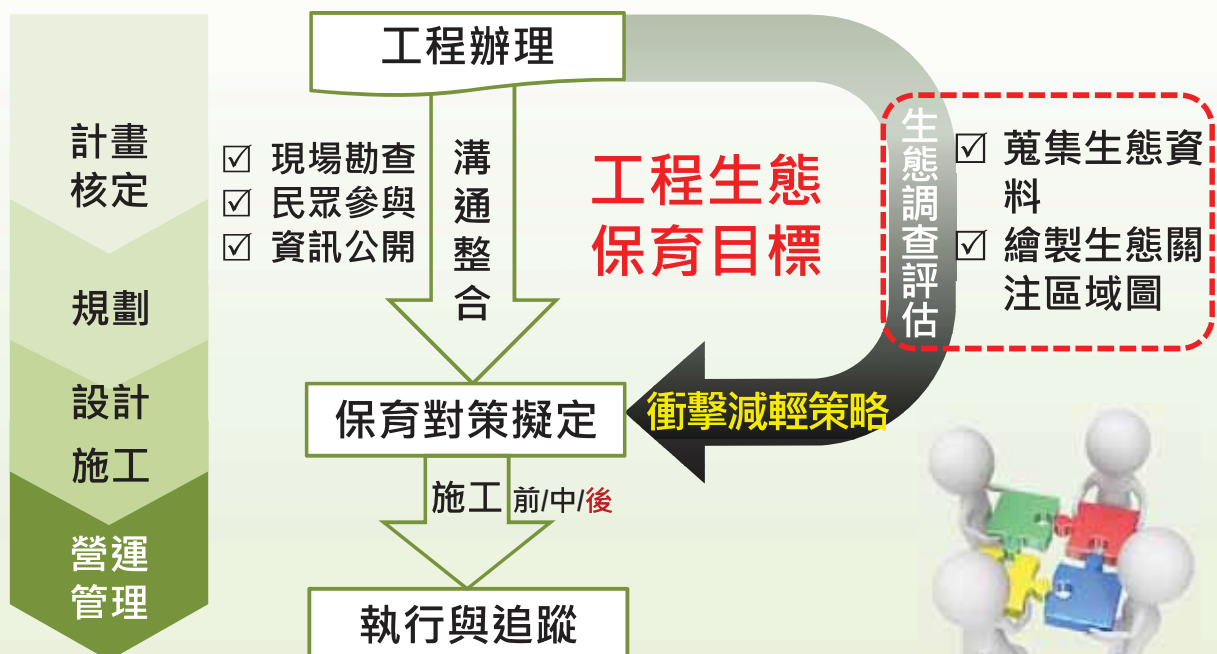 工程辦理
計畫
核定
規劃
設計
施工
營運
管理
☑ 現場勘查
☑ 民眾參與
☑ 資訊公開
溝通整合
工程生態
保育目標
生態調查評估
☑ 蒐集生態資
料
☑ 繪製生態關
注區域圖
衝擊減輕策略
保育對策擬定
施工 前/中/後
執行與追蹤